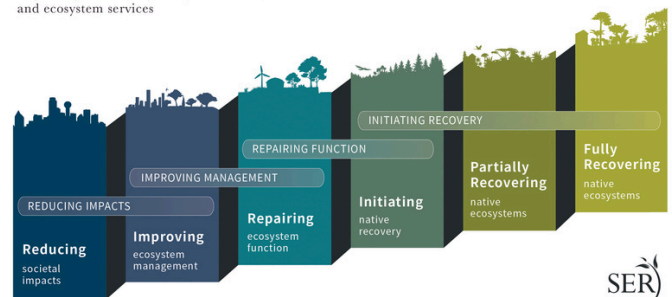 and ecosystem services
INITIATING RECOVERY
REPAIRING FUNCTION
IMPROVING MANAGEMENT
REDUCING IMPACTS
Reducing
societal
impacts
Improving
ecosystem
management
Repairing
ecosystem
function
Initiating
native
recovery
Partially
Recovering
native
ecosystems
Fully
Recovering
native
ecosystems
SER